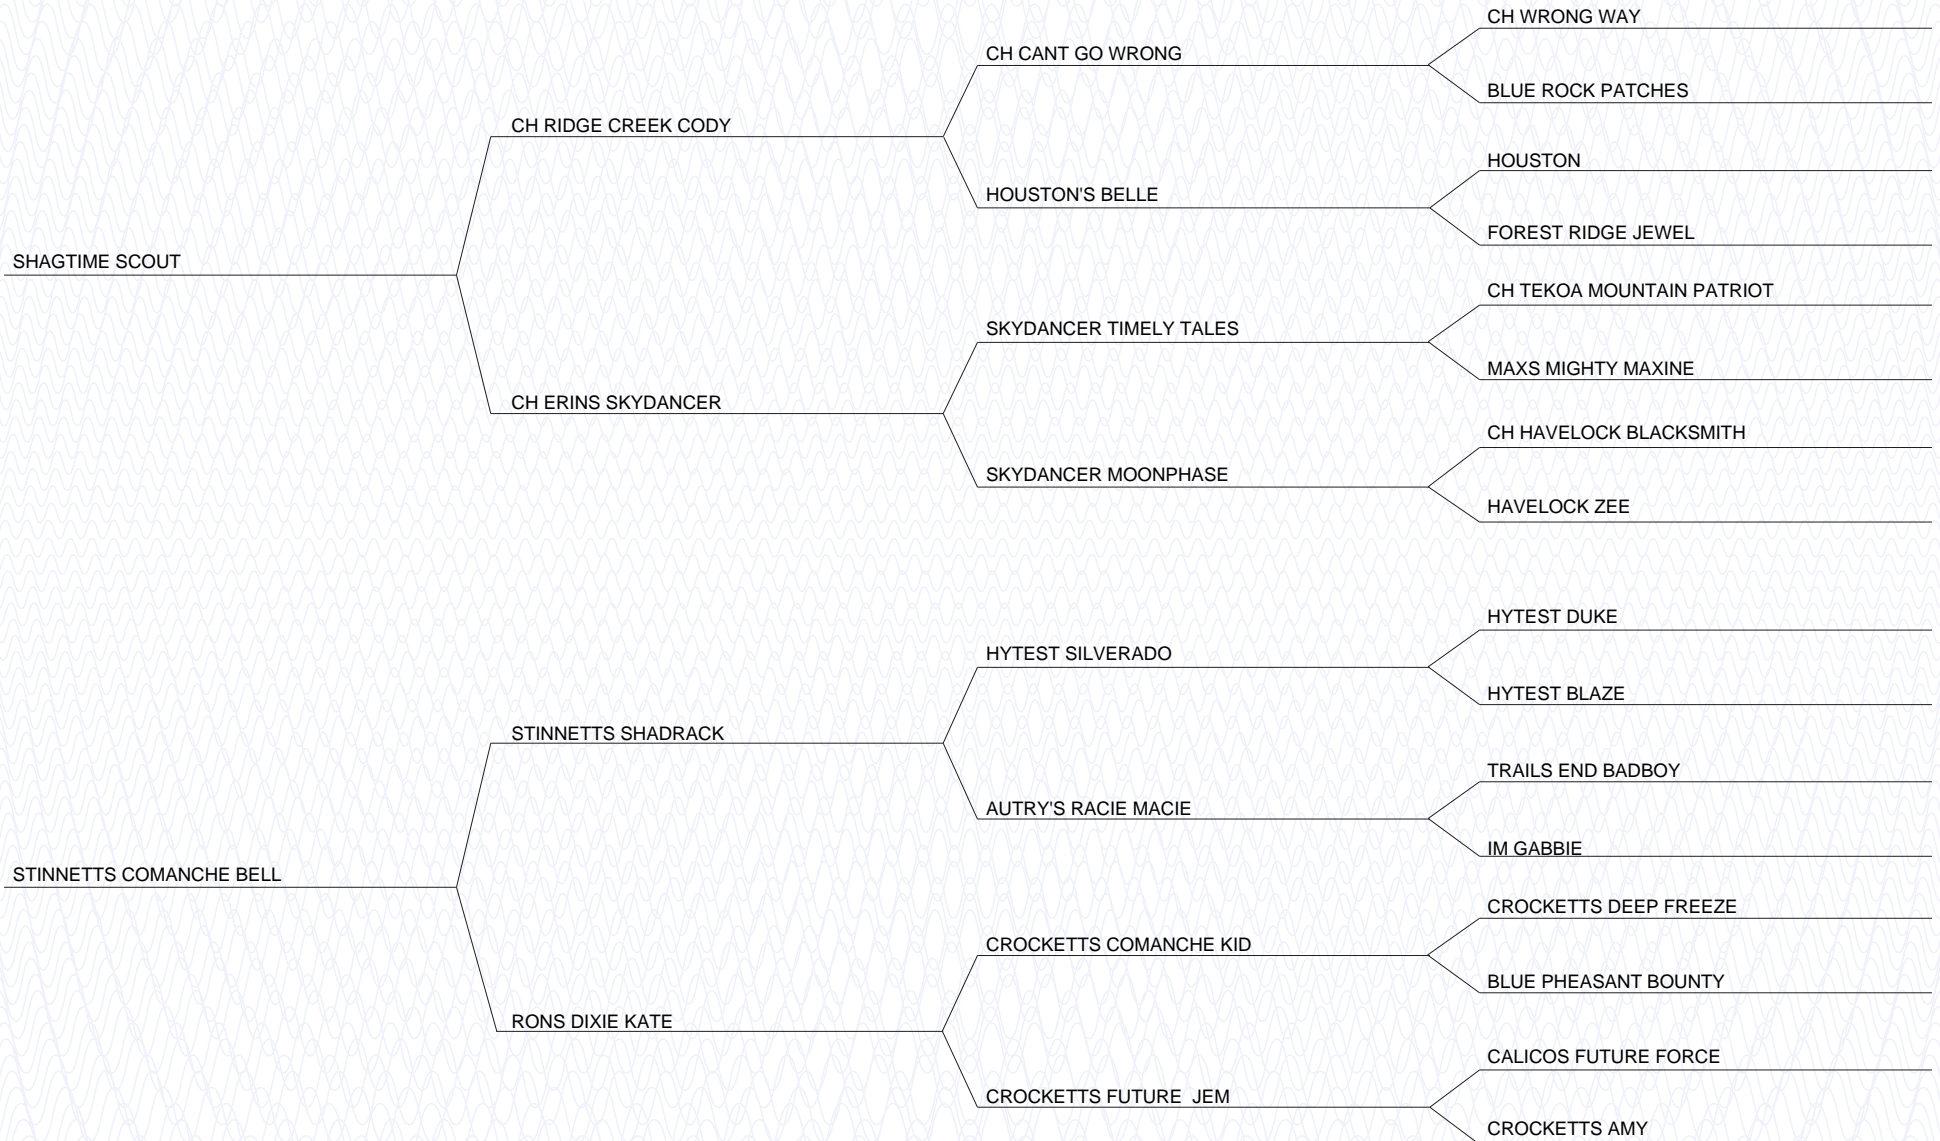 CH WRONG WAY
CH CANT GO WRONG
BLUE ROCK PATCHES
CH RIDGE CREEK CODY
HOUSTON
HOUSTON'S BELLE
FOREST RIDGE JEWEL
SHAGTIME SCOUT
CH TEKOA MOUNTAIN PATRIOT
SKYDANCER TIMELY TALES
MAXS MIGHTY MAXINE
CH ERINS SKYDANCER
CH HAVELOCK BLACKSMITH
SKYDANCER MOONPHASE
HAVELOCK ZEE
HYTEST DUKE
HYTEST SILVERADO
HYTEST BLAZE
STINNETTS SHADRACK
TRAILS END BADBOY
AUTRY'S RACIE MACIE
IM GABBIE
STINNETTS COMANCHE BELL
CROCKETTS DEEP FREEZE
CROCKETTS COMANCHE KID
BLUE PHEASANT BOUNTY
RONS DIXIE KATE
CALICOS FUTURE FORCE
CROCKETTS FUTURE  JEM
CROCKETTS AMY